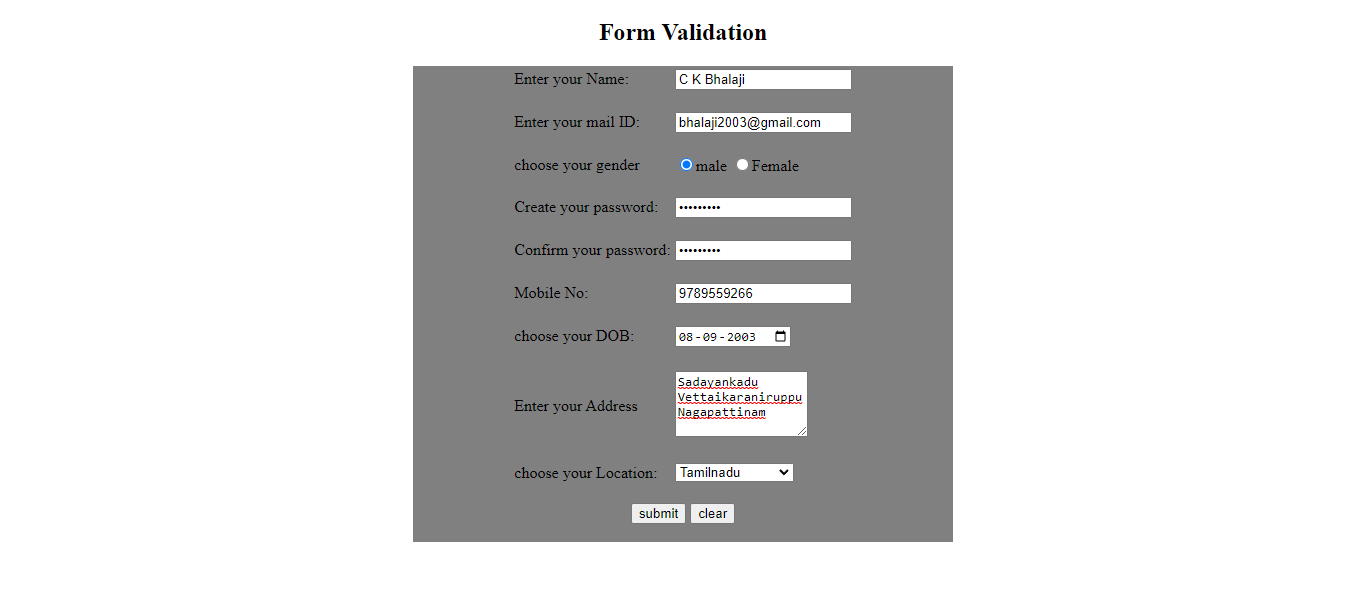 Form Validation
Enter your Name: C K Bhalaji
Enter your mail ID: bhalaji2003@gmail.com
choose your gender male Female
Create your password: •••••••••
Confirm your password: •••••••••
Mobile No: 9789559266
choose your DOB: 08-09-2003
Enter your Address
Sadayankadu
Vettaikaraniruppu
Nagapattinam
choose your Location: Tamilnadu
submit clear